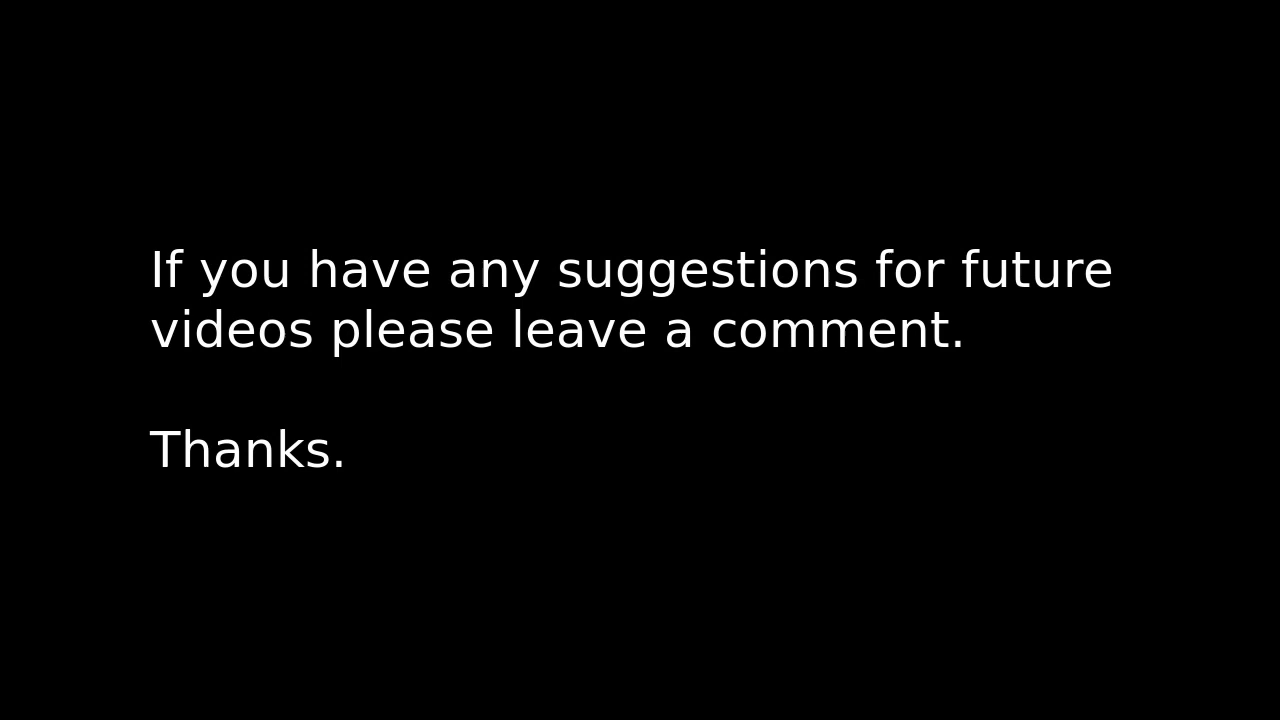 If you have any suggestions for future
videos please leave a comment.
Thanks.